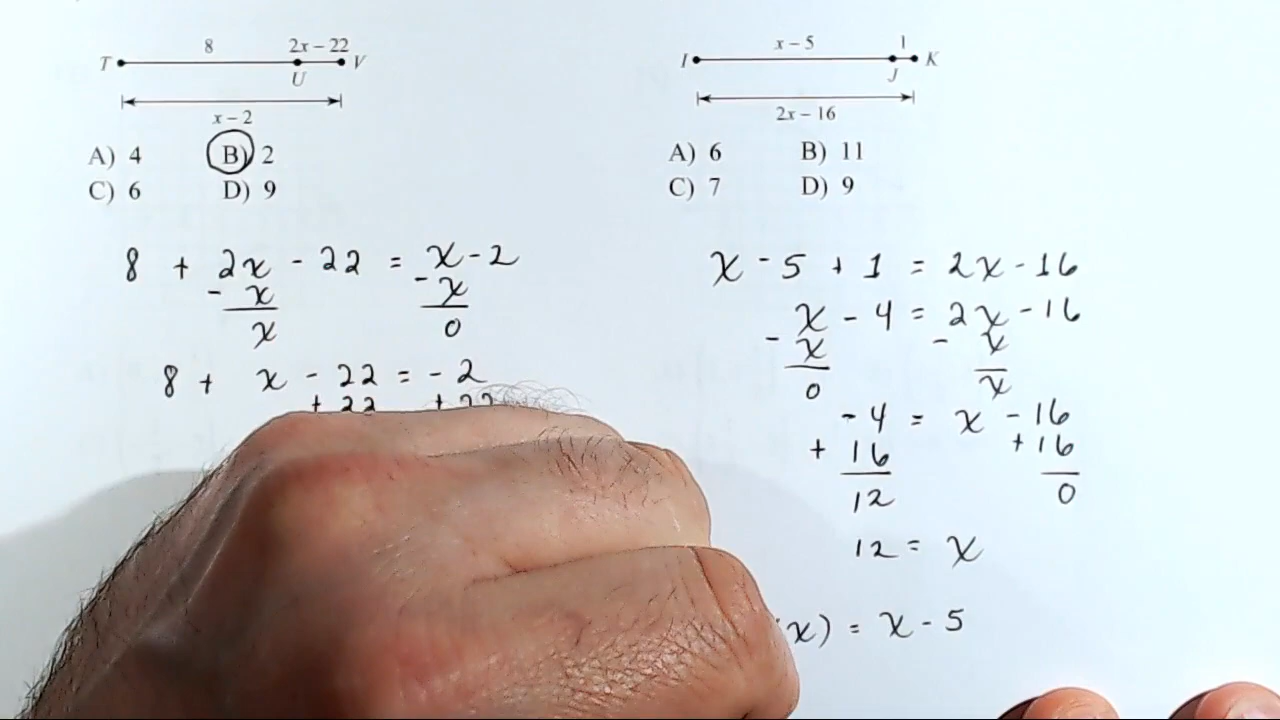 8 2x – 22
T U V
x – 2
A) 4 B) 2
C) 6 D) 9
8 + 2x - 22 = x - 2
- x - x
x 0
8 + x - 22 = - 2
+ 22 + 22
x – 5 1
I J K
2x – 16
A) 6 B) 11
C) 7 D) 9
x - 5 + 1 = 2x - 16
x - 4 = 2x - 16
- x - x
0 x
- 4 = x - 16
+ 16 + 16
12 0
12 = x
x) = x - 5